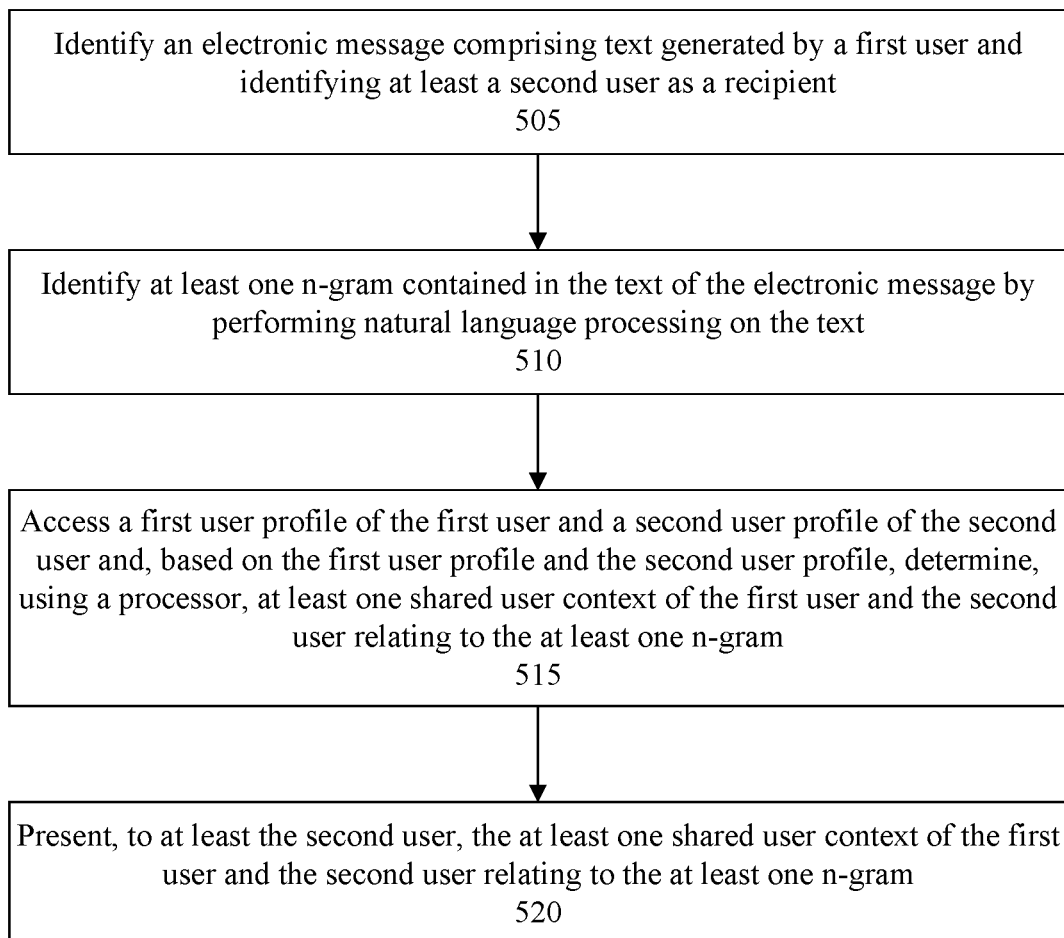 Identify an electronic message comprising text generated by a first user and
identifying at least a second user as a recipient
505
Identify at least one n-gram contained in the text of the electronic message by
performing natural language processing on the text
510
Access a first user profile of the first user and a second user profile of the second
user and, based on the first user profile and the second user profile, determine,
using a processor, at least one shared user context of the first user and the second
user relating to the at least one n-gram
515
Present, to at least the second user, the at least one shared user context of the first
user and the second user relating to the at least one n-gram
520